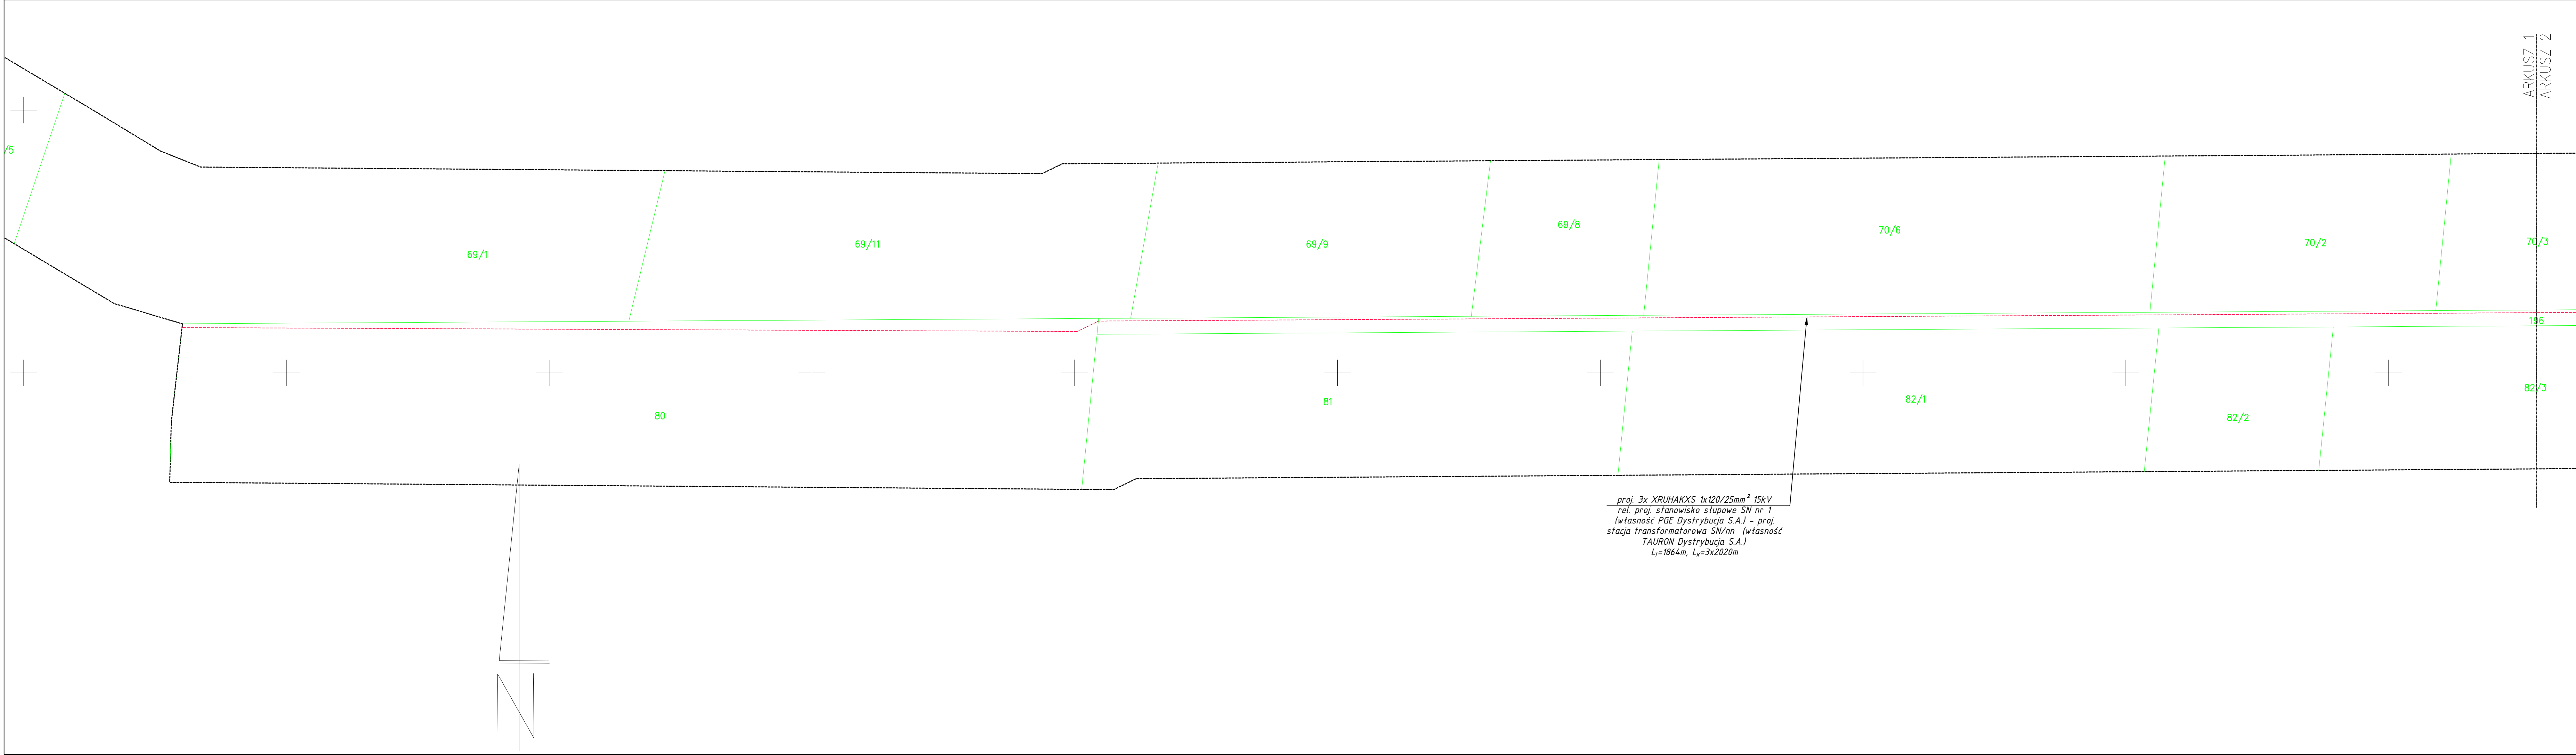 ARKUSZ 1
ARKUSZ 2
/5
69/1
69/11
69/9
69/8
70/6
70/2
70/3
196
80
81
82/1
82/2
82/3
proj. 3x XRUHAKXS 1x120/25mm² 15kV
rel. proj. stanowisko słupowe SN nr 1
(własność PGE Dystrybucja S.A.) - proj.
stacja transformatorowa SN/nn (własność
TAURON Dystrybucja S.A.)
L_T=1864m, L_K=3x2020m
N